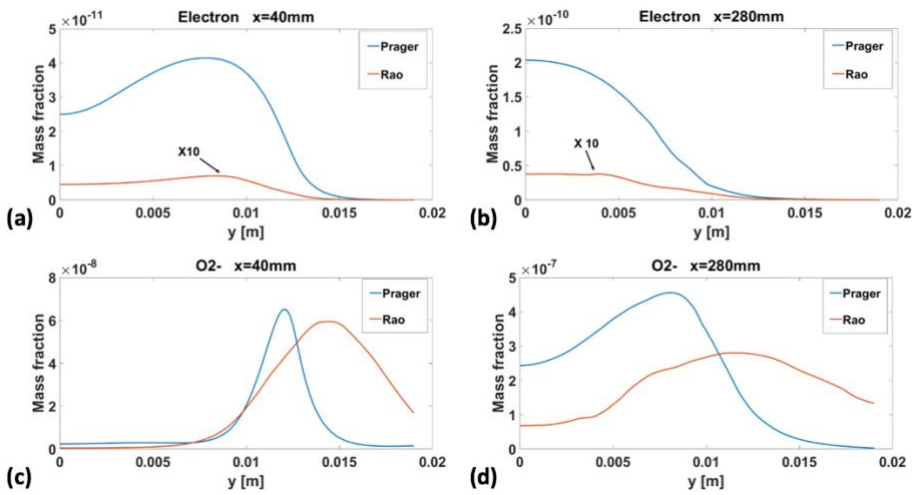 ×10⁻¹¹ Electron x=40mm
5
4
3
2
1
0
Mass fraction
Prager
Rao
X10
0 0.005 0.01 0.015 0.02
(a) y [m]
×10⁻¹⁰ Electron x=280mm
2.5
2.0
1.5
1.0
0.5
0
Mass fraction
Prager
Rao
X 10
0 0.005 0.01 0.015 0.02
(b) y [m]
×10⁻⁸ O2- x=40mm
8
6
4
2
0
Mass fraction
Prager
Rao
0 0.005 0.01 0.015 0.02
(c) y [m]
×10⁻⁷ O2- x=280mm
5
4
3
2
1
0
Mass fraction
Prager
Rao
0 0.005 0.01 0.015 0.02
(d) y [m]